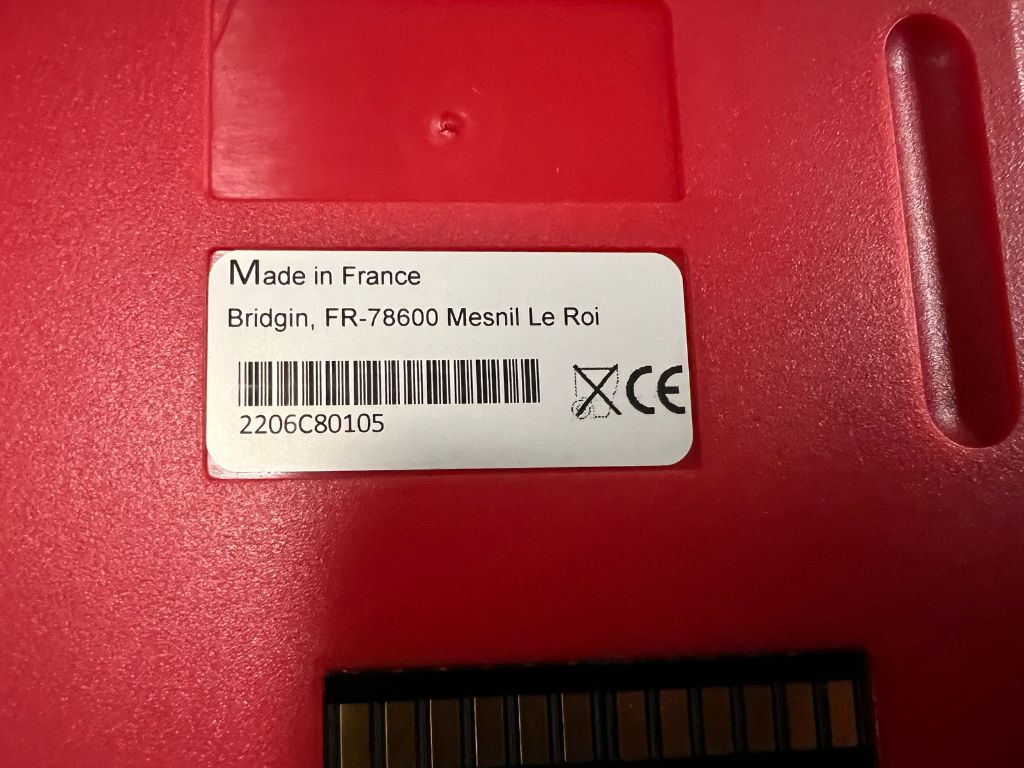 Made in France
Bridgin, FR-78600 Mesnil Le Roi
CE
2206C80105